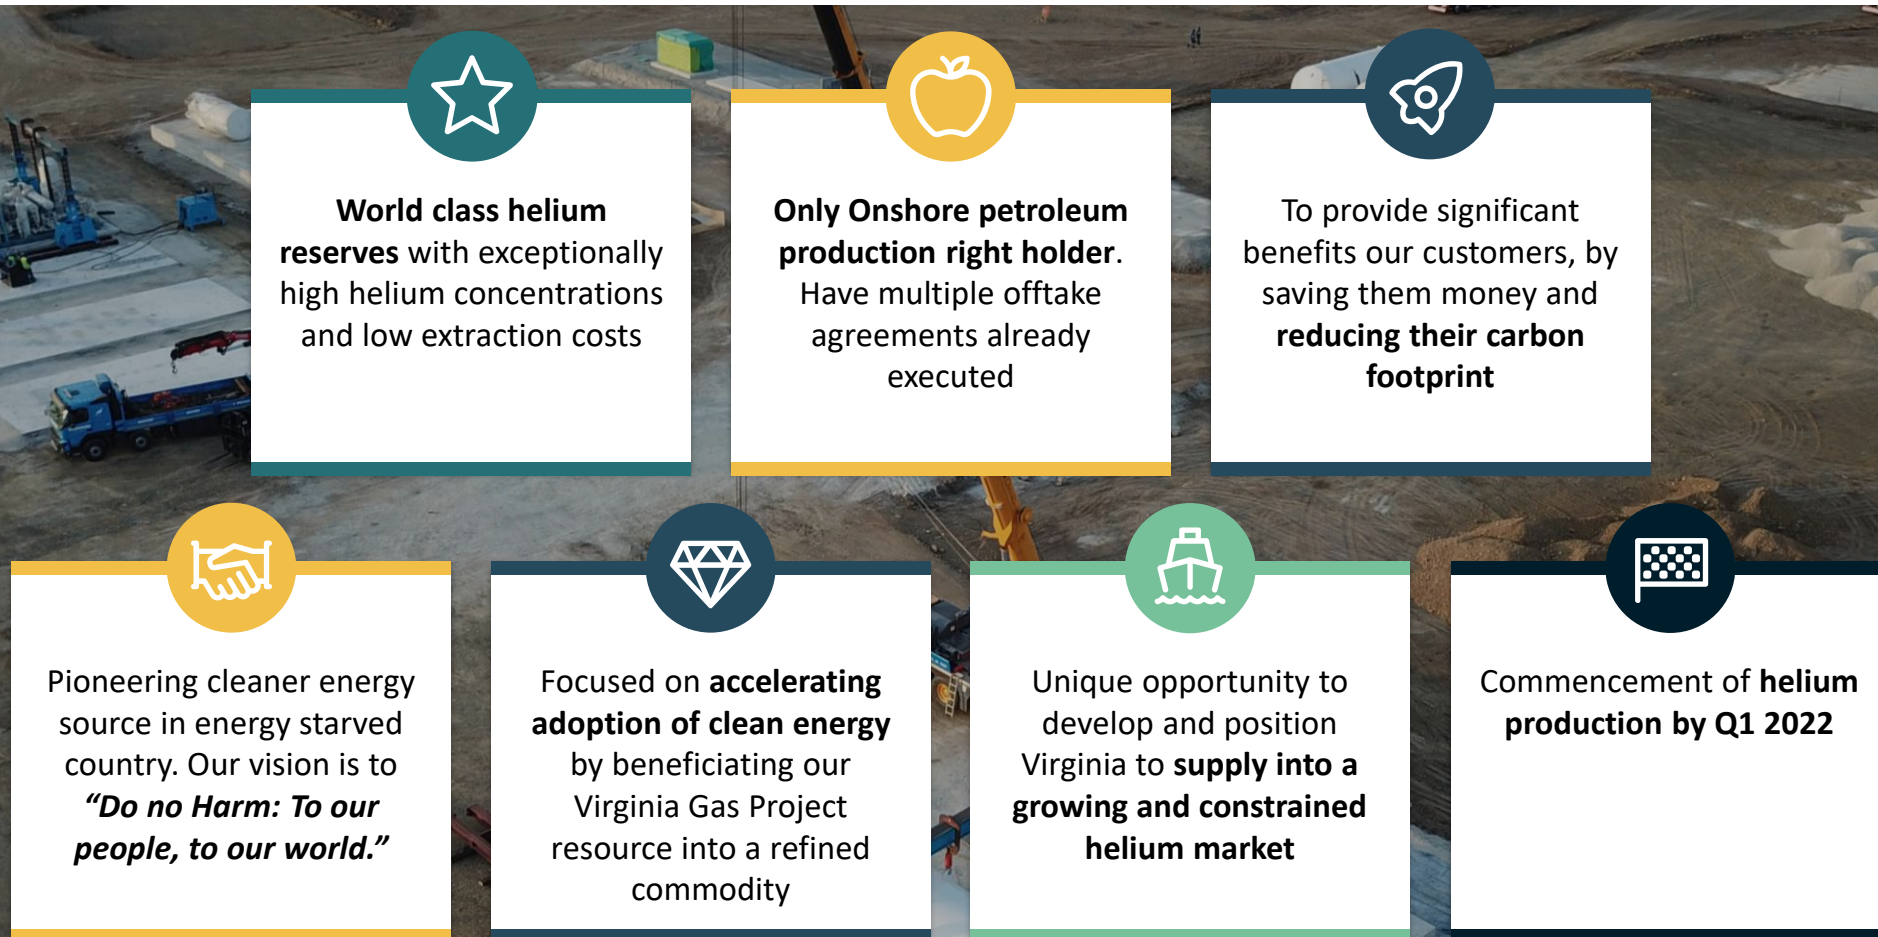 World class helium
reserves with exceptionally
high helium concentrations
and low extraction costs
Only Onshore petroleum
production right holder.
Have multiple offtake
agreements already
executed
To provide significant
benefits our customers, by
saving them money and
reducing their carbon
footprint
Pioneering cleaner energy
source in energy starved
country. Our vision is to
“Do no Harm: To our
people, to our world.”
Focused on accelerating
adoption of clean energy
by beneficiating our
Virginia Gas Project
resource into a refined
commodity
Unique opportunity to
develop and position
Virginia to supply into a
growing and constrained
helium market
Commencement of helium
production by Q1 2022